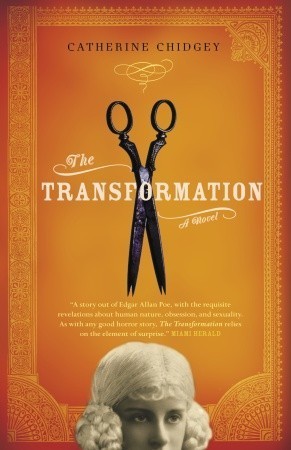 CATHERINE CHIDGEY
The
TRANSFORMATION
A Novel
"A story out of Edgar Allan Poe, with the requisite
revelations about human nature, obsession, and sexuality.
As with any good horror story, The Transformation relies
on the element of surprise." MIAMI HERALD